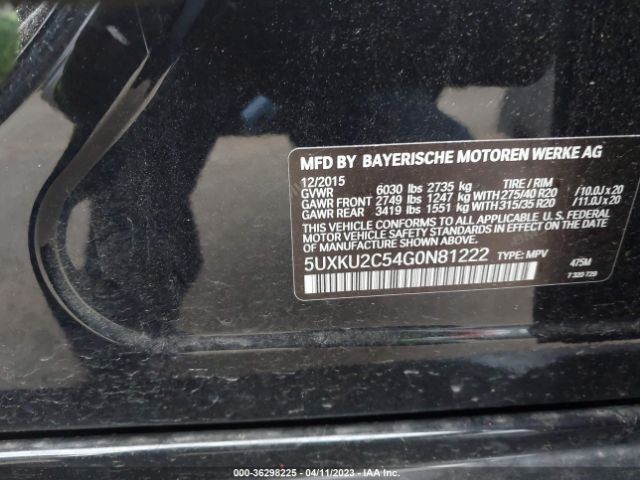 MFD BY BAYERISCHE MOTOREN WERKE AG
12/2015 TIRE / RIM
GVWR 6030 lbs 2735 kg
GAWR FRONT 2749 lbs 1247 kg WITH 275/40 R20 /10.0J x 20
GAWR REAR 3419 lbs 1551 kg WITH 315/35 R20 /11.0J x 20
THIS VEHICLE CONFORMS TO ALL APPLICABLE U. S. FEDERAL
MOTOR VEHICLE SAFETY STANDARDS IN EFFECT ON THE DATE
OF MANUFACTURE SHOWN ABOVE.
5UXKU2C54G0N81222 TYPE: MPV 475M
7 320 729
000-36298225 - 04/11/2023 - IAA Inc.